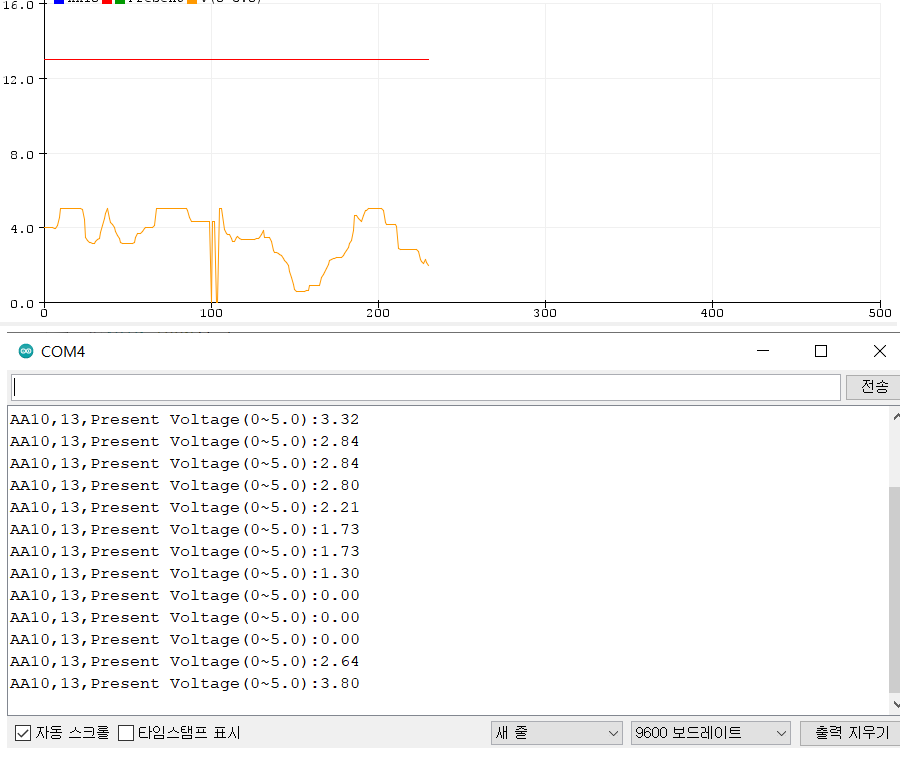 16.0
12.0
8.0
4.0
0.0
0 100 200 300 400 500
COM4
전송
AA10,13,Present Voltage(0~5.0):3.32
AA10,13,Present Voltage(0~5.0):2.84
AA10,13,Present Voltage(0~5.0):2.84
AA10,13,Present Voltage(0~5.0):2.80
AA10,13,Present Voltage(0~5.0):2.21
AA10,13,Present Voltage(0~5.0):1.73
AA10,13,Present Voltage(0~5.0):1.73
AA10,13,Present Voltage(0~5.0):1.30
AA10,13,Present Voltage(0~5.0):0.00
AA10,13,Present Voltage(0~5.0):0.00
AA10,13,Present Voltage(0~5.0):0.00
AA10,13,Present Voltage(0~5.0):2.64
AA10,13,Present Voltage(0~5.0):3.80
자동 스크롤 타임스탬프 표시 새 줄 9600 보드레이트 출력 지우기